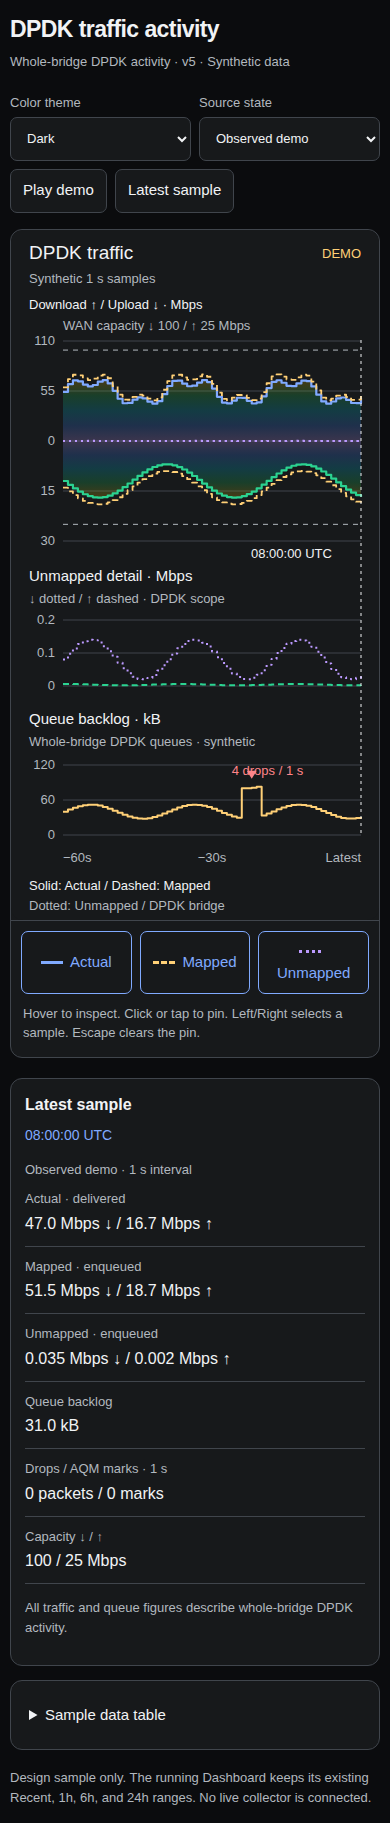 DPDK traffic activity
Whole-bridge DPDK activity · v5 · Synthetic data
Color theme
Source state
Dark
Observed demo
Play demo
Latest sample
DPDK traffic
DEMO
Synthetic 1 s samples
Download ↑ / Upload ↓ · Mbps
WAN capacity ↓ 100 / ↑ 25 Mbps
110
55
0
15
30
08:00:00 UTC
Unmapped detail · Mbps
↓ dotted / ↑ dashed · DPDK scope
0.2
0.1
0
Queue backlog · kB
Whole-bridge DPDK queues · synthetic
120
4 drops / 1 s
60
0
−60s
−30s
Latest
Solid: Actual / Dashed: Mapped
Dotted: Unmapped / DPDK bridge
Actual
Mapped
Unmapped
Hover to inspect. Click or tap to pin. Left/Right selects a
sample. Escape clears the pin.
Latest sample
08:00:00 UTC
Observed demo · 1 s interval
Actual · delivered
47.0 Mbps ↓ / 16.7 Mbps ↑
Mapped · enqueued
51.5 Mbps ↓ / 18.7 Mbps ↑
Unmapped · enqueued
0.035 Mbps ↓ / 0.002 Mbps ↑
Queue backlog
31.0 kB
Drops / AQM marks · 1 s
0 packets / 0 marks
Capacity ↓ / ↑
100 / 25 Mbps
All traffic and queue figures describe whole-bridge DPDK
activity.
Sample data table
Design sample only. The running Dashboard keeps its existing
Recent, 1h, 6h, and 24h ranges. No live collector is connected.